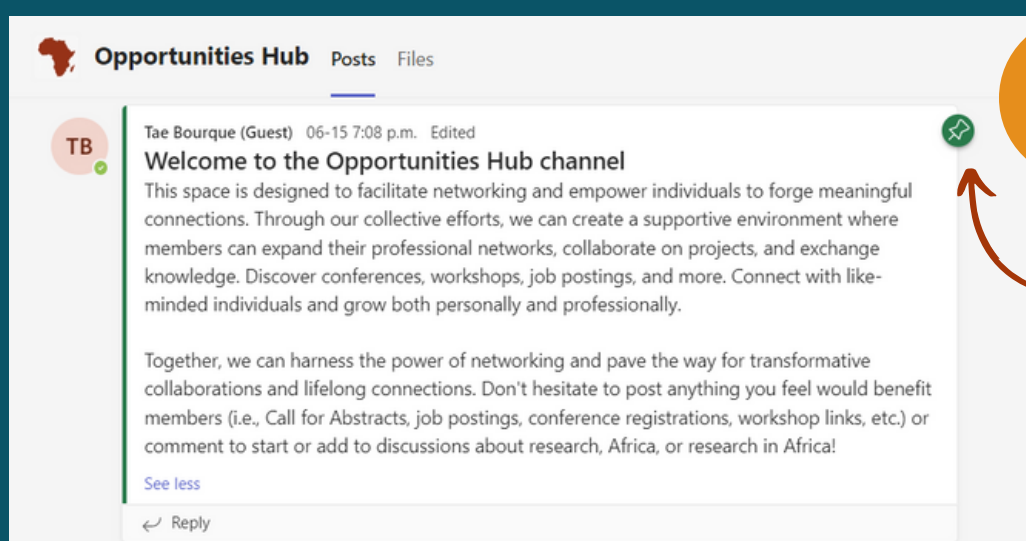 Opportunities Hub Posts Files
TB
Tae Bourque (Guest) 06-15 7:08 p.m. Edited
Welcome to the Opportunities Hub channel
This space is designed to facilitate networking and empower individuals to forge meaningful
connections. Through our collective efforts, we can create a supportive environment where
members can expand their professional networks, collaborate on projects, and exchange
knowledge. Discover conferences, workshops, job postings, and more. Connect with like-
minded individuals and grow both personally and professionally.
Together, we can harness the power of networking and pave the way for transformative
collaborations and lifelong connections. Don't hesitate to post anything you feel would benefit
members (i.e., Call for Abstracts, job postings, conference registrations, workshop links, etc.) or
comment to start or add to discussions about research, Africa, or research in Africa!
See less
Reply